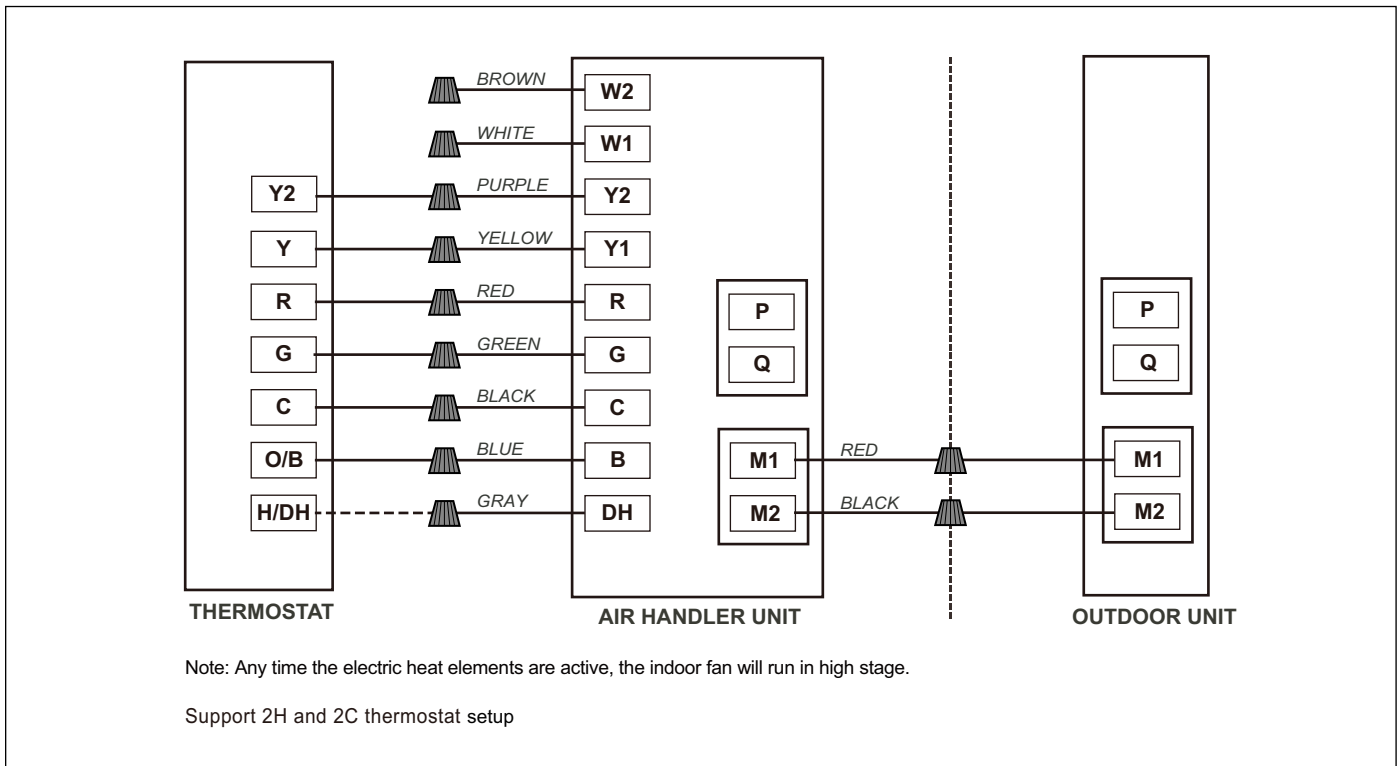 BROWN
W2
WHITE
W1
Y2 PURPLE Y2
Y YELLOW Y1
R RED R P P
G GREEN G Q Q
C BLACK C
O/B BLUE B M1 RED M1
H/DH GRAY DH M2 BLACK M2
THERMOSTAT AIR HANDLER UNIT OUTDOOR UNIT
Note: Any time the electric heat elements are active, the indoor fan will run in high stage.
Support 2H and 2C thermostat setup